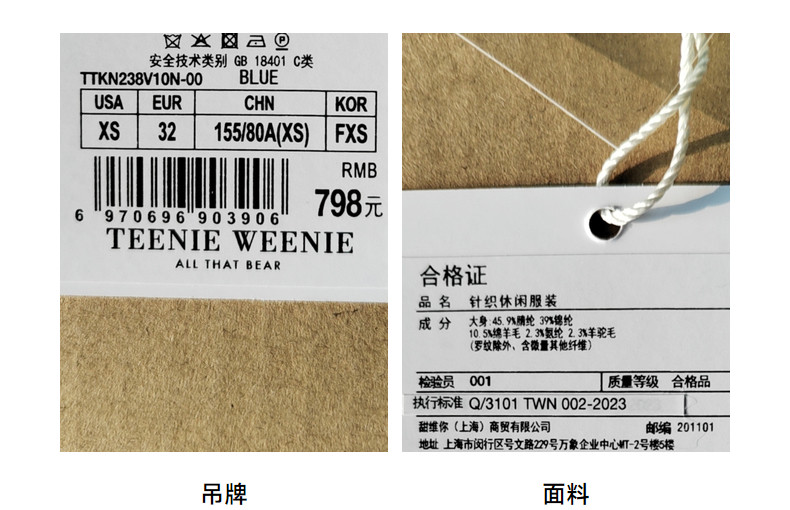 安全技术类别 GB 18401 C类
TTKN238V10N-00 BLUE
USA EUR CHN KOR
XS 32 155/80A(XS) FXS
RMB
798元
6 970696 903906
TEENIE WEENIE
ALL THAT BEAR
吊牌
合格证
品 名 针织休闲服装
成 分 大身:45.9%腈纶 39%锦纶
10.5%绵羊毛 2.3%氨纶 2.3%羊驼毛
(罗纹除外、含微量其他纤维)
检验员 001 质量等级 合格品
执行标准 Q/3101 TWN 002-2023
甜维你（上海）商贸有限公司 邮编 201101
地址 上海市闵行区号文路229号万象企业中心MT-2号楼5楼
面料